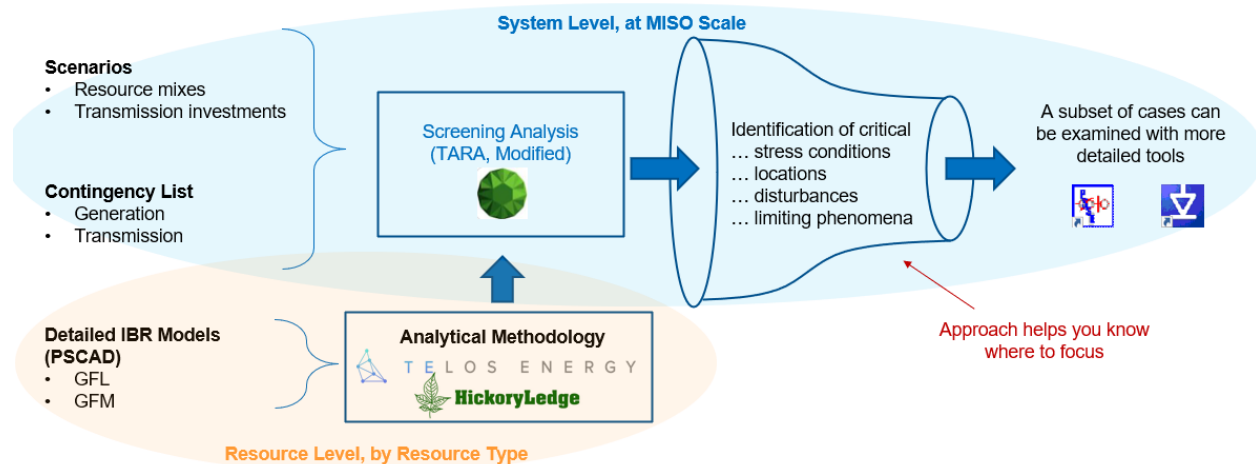 System Level, at MISO Scale
Scenarios
• Resource mixes
• Transmission investments
Contingency List
• Generation
• Transmission
Screening Analysis
(TARA, Modified)
Identification of critical
… stress conditions
… locations
… disturbances
… limiting phenomena
A subset of cases can
be examined with more
detailed tools
Approach helps you know
where to focus
Detailed IBR Models
(PSCAD)
• GFL
• GFM
Analytical Methodology
TELOS ENERGY
HickoryLedge
Resource Level, by Resource Type